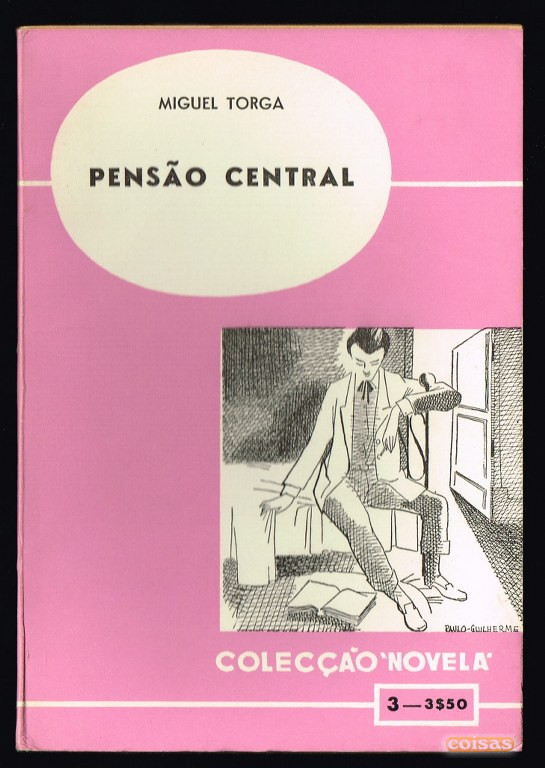 MIGUEL TORGA
PENSÃO CENTRAL
PAULO-GUILHERME
COLECÇÃO "NOVELA"
3—3$50
coisas